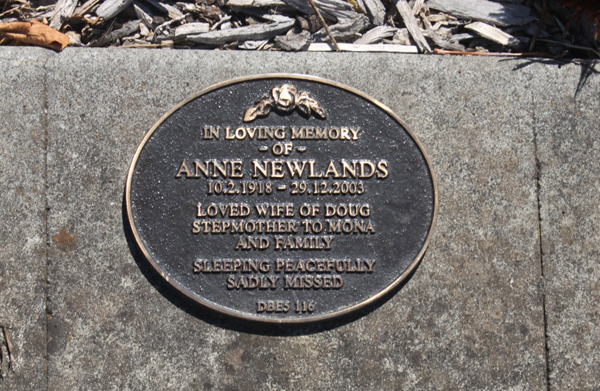 IN LOVING MEMORY
- OF -
ANNE NEWLANDS
10.2.1918 - 29.12.2003
LOVED WIFE OF DOUG
STEPMOTHER TO MONA
AND FAMILY
SLEEPING PEACEFULLY
SADLY MISSED
DBE5 116